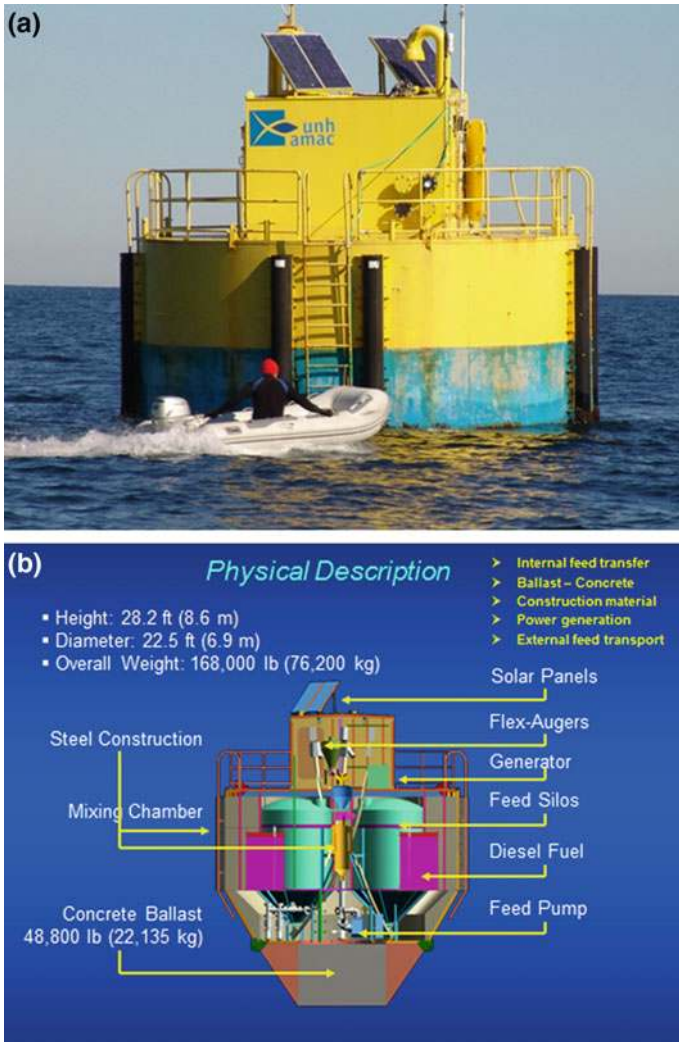 (a)
unh
amac
(b)
Physical Description
➤ Internal feed transfer
➤ Ballast – Concrete
➤ Construction material
➤ Power generation
➤ External feed transport
▪ Height: 28.2 ft (8.6 m)
▪ Diameter: 22.5 ft (6.9 m)
▪ Overall Weight: 168,000 lb (76,200 kg)
Solar Panels
Flex-Augers
Steel Construction
Generator
Feed Silos
Mixing Chamber
Diesel Fuel
Concrete Ballast
48,800 lb (22,135 kg)
Feed Pump